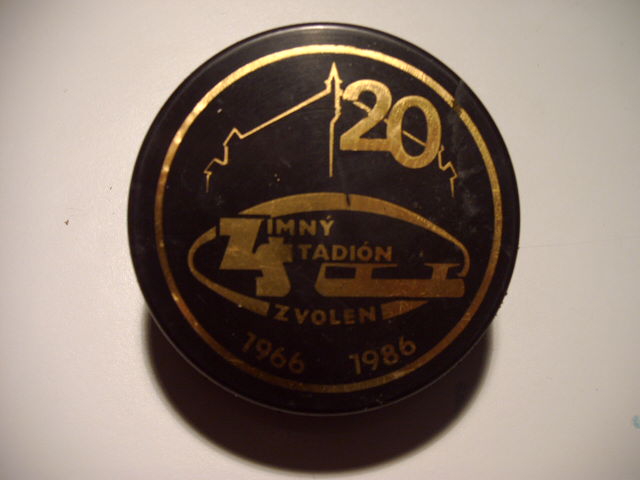 20
ZIMNÝ
ŠTADIÓN
ZVOLEN
1966 1986